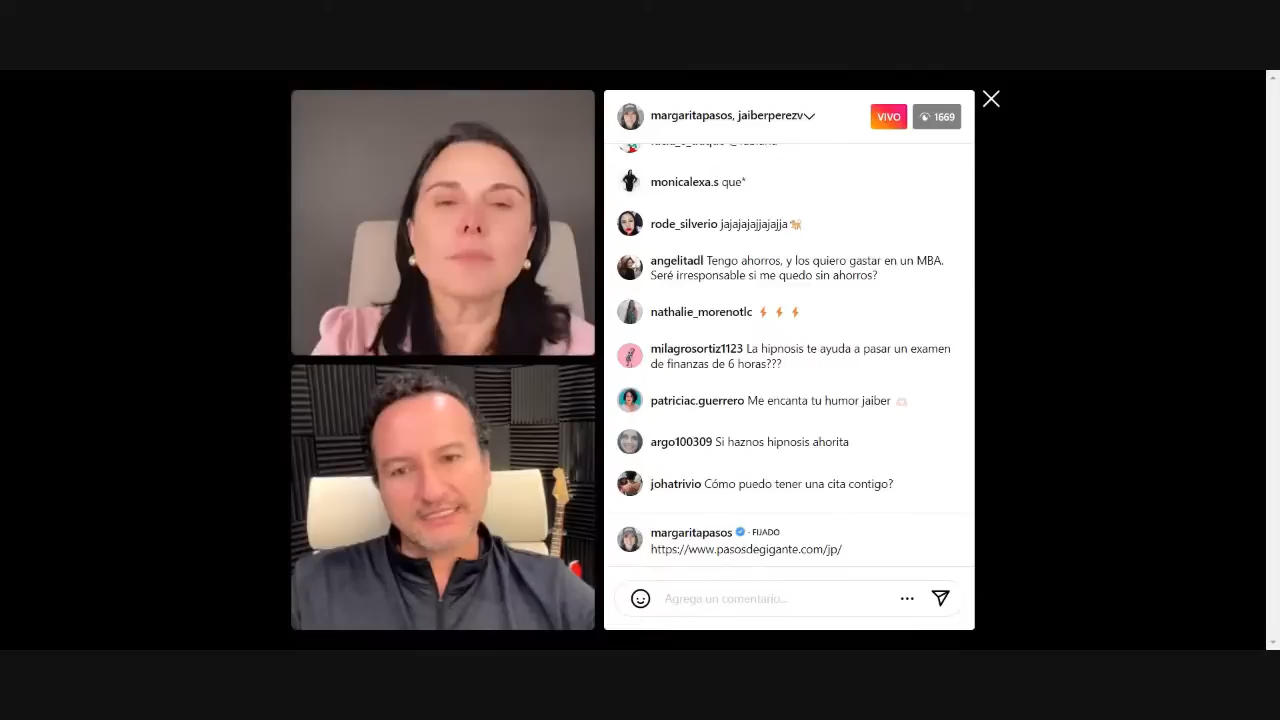 margaritapasos, jaiberperezv
VIVO
1669
monicalexa.s que*
rode_silverio jajajajajjajajja
angelitadl Tengo ahorros, y los quiero gastar en un MBA.
Seré irresponsable si me quedo sin ahorros?
nathalie_morenotlc
milagrosortiz1123 La hipnosis te ayuda a pasar un examen
de finanzas de 6 horas???
patriciac.guerrero Me encanta tu humor jaiber
argo100309 Si haznos hipnosis ahorita
johatrivio Cómo puedo tener una cita contigo?
margaritapasos · FIJADO
https://www.pasosdegigante.com/jp/
Agrega un comentario...